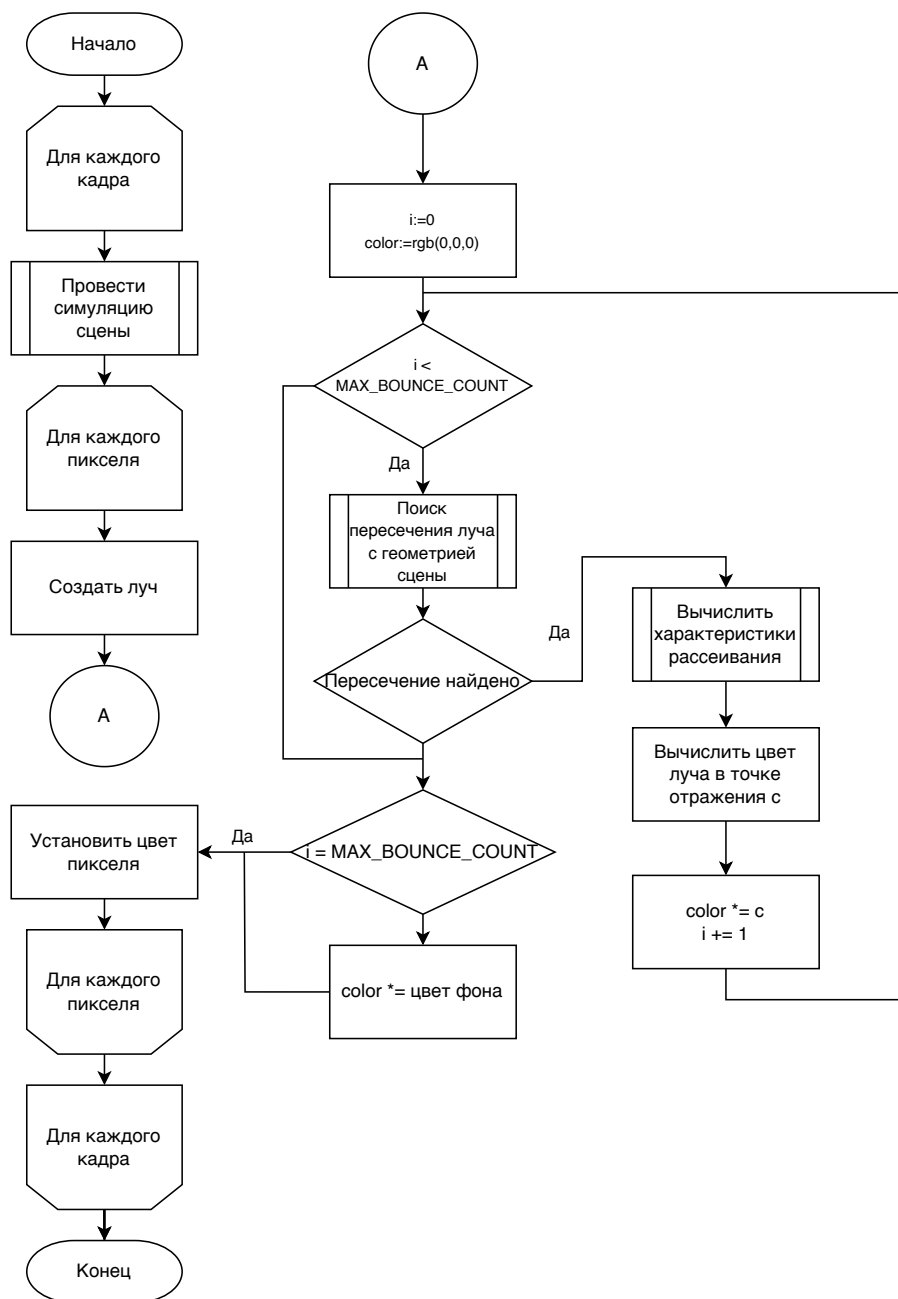 Начало
Для каждого
кадра
Провести
симуляцию
сцены
Для каждого
пикселя
Создать луч
А
А
i:=0
color:=rgb(0,0,0)
i <
MAX_BOUNCE_COUNT
Да
Поиск
пересечения луча
с геометрией
сцены
Пересечение найдено
Да
Вычислить
характеристики
рассеивания
Вычислить цвет
луча в точке
отражения c
color *= c
i += 1
i = MAX_BOUNCE_COUNT
Да
color *= цвет фона
Установить цвет
пикселя
Для каждого
пикселя
Для каждого
кадра
Конец